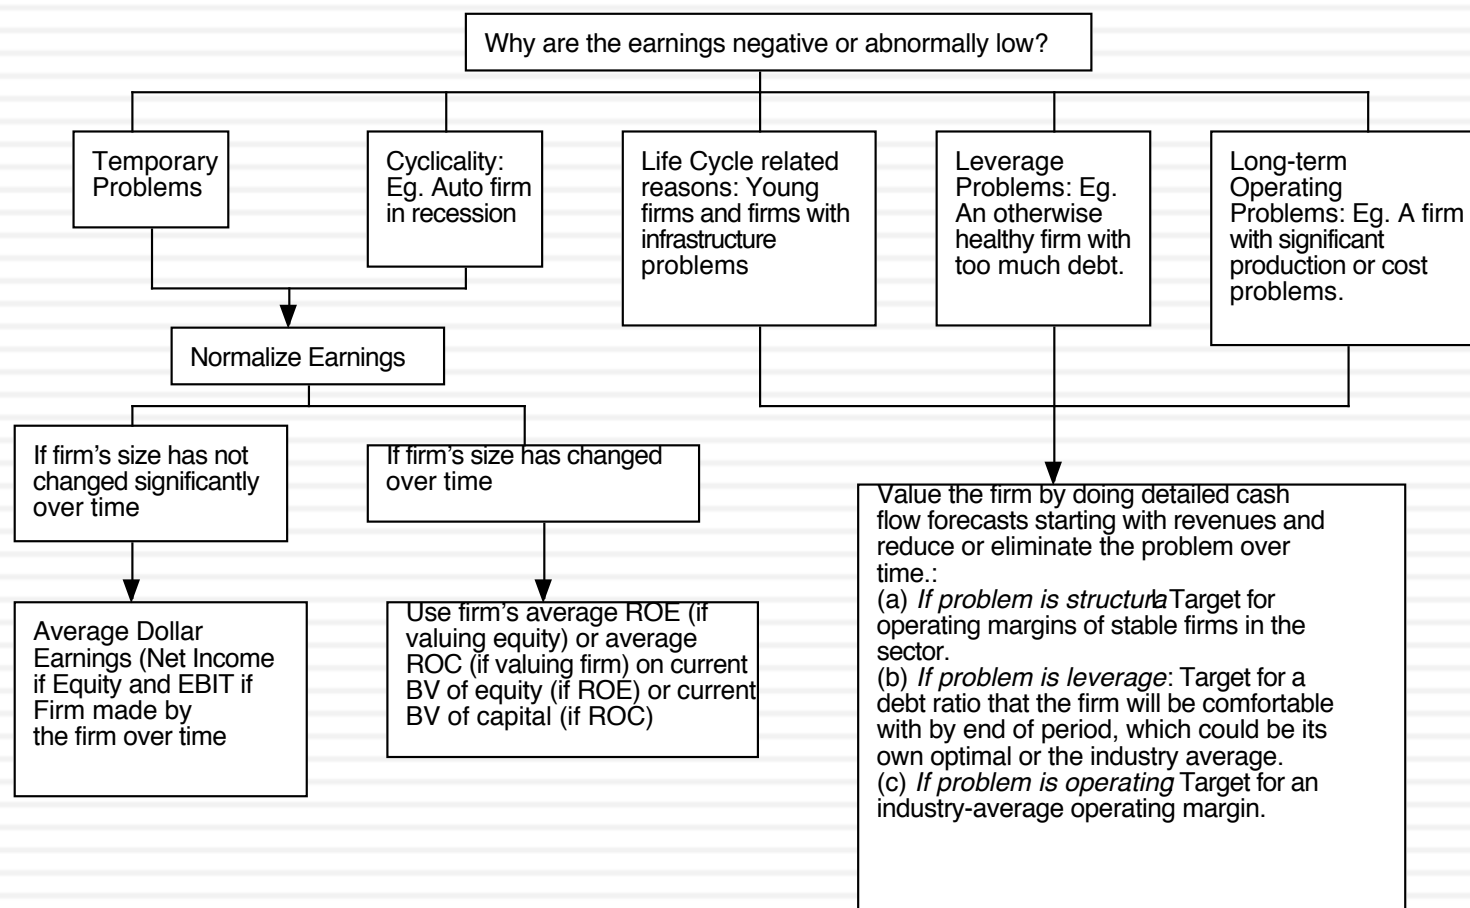 Why are the earnings negative or abnormally low?
Temporary
Problems
Cyclicality:
Eg. Auto firm
in recession
Life Cycle related
reasons: Young
firms and firms with
infrastructure
problems
Leverage
Problems: Eg.
An otherwise
healthy firm with
too much debt.
Long-term
Operating
Problems: Eg. A firm
with significant
production or cost
problems.
Normalize Earnings
If firm's size has not
changed significantly
over time
If firm's size has changed
over time
Average Dollar
Earnings (Net Income
if Equity and EBIT if
Firm made by
the firm over time
Use firm's average ROE (if
valuing equity) or average
ROC (if valuing firm) on current
BV of equity (if ROE) or current
BV of capital (if ROC)
Value the firm by doing detailed cash
flow forecasts starting with revenues and
reduce or eliminate the problem over
time.:
(a) If problem is structural: Target for
operating margins of stable firms in the
sector.
(b) If problem is leverage: Target for a
debt ratio that the firm will be comfortable
with by end of period, which could be its
own optimal or the industry average.
(c) If problem is operating Target for an
industry-average operating margin.